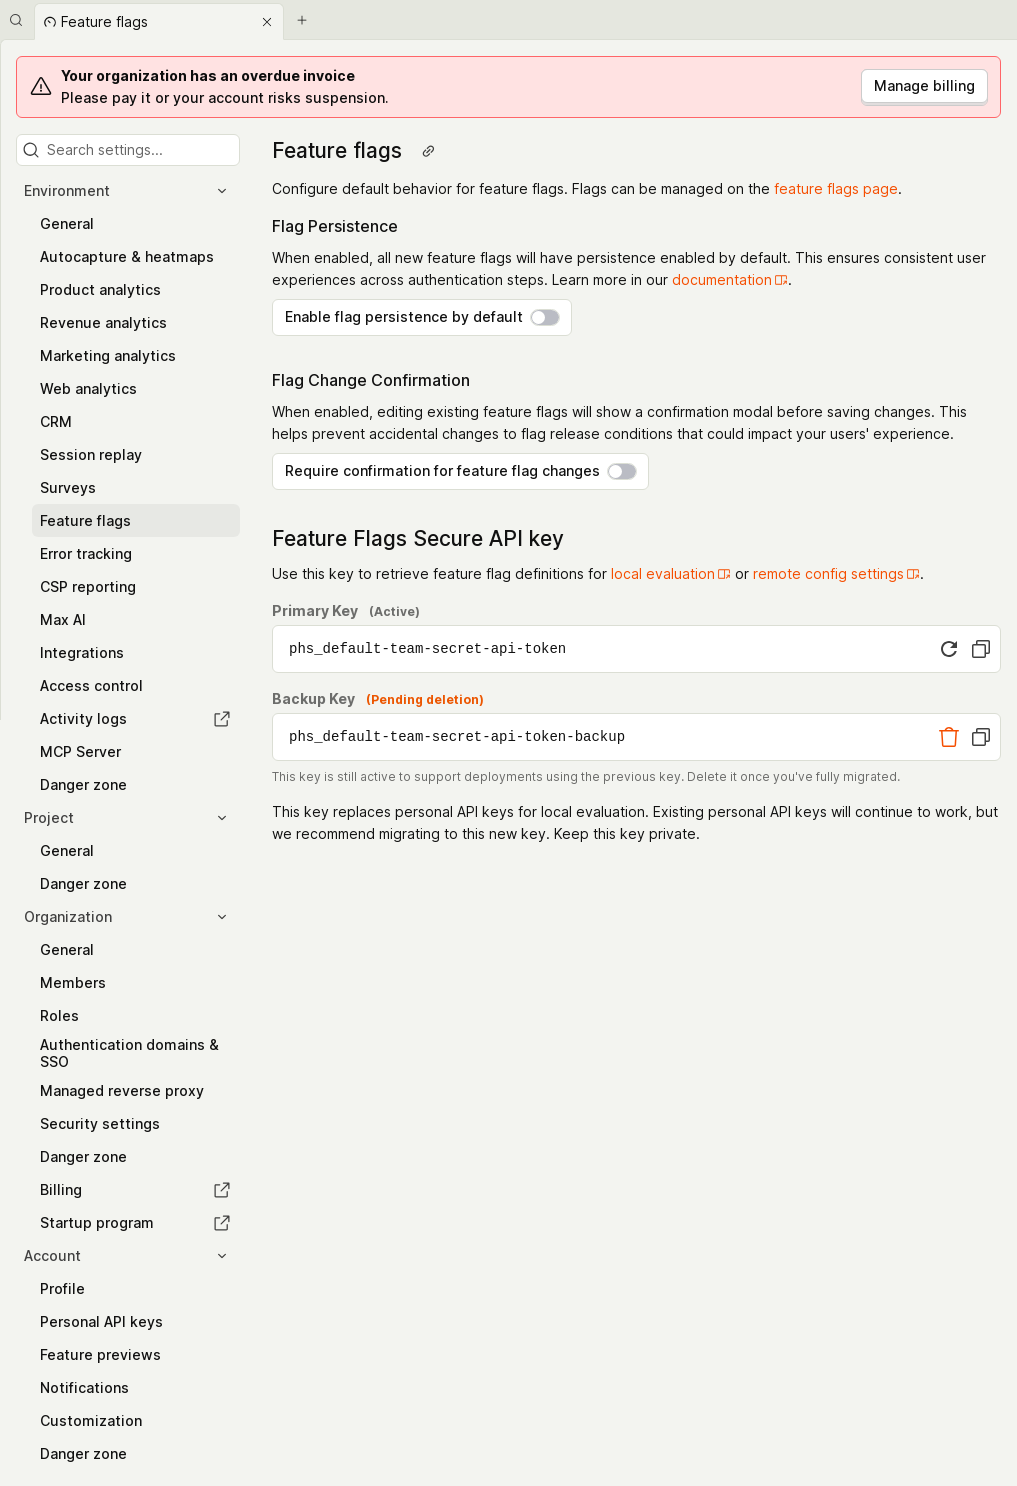 Feature flags
Your organization has an overdue invoice
Please pay it or your account risks suspension.
Manage billing
Search settings...
Environment
General
Autocapture & heatmaps
Product analytics
Revenue analytics
Marketing analytics
Web analytics
CRM
Session replay
Surveys
Feature flags
Error tracking
CSP reporting
Max AI
Integrations
Access control
Activity logs
MCP Server
Danger zone
Project
General
Danger zone
Organization
General
Members
Roles
Authentication domains &
SSO
Managed reverse proxy
Security settings
Danger zone
Billing
Startup program
Account
Profile
Personal API keys
Feature previews
Notifications
Customization
Danger zone
Feature flags
Configure default behavior for feature flags. Flags can be managed on the feature flags page.
Flag Persistence
When enabled, all new feature flags will have persistence enabled by default. This ensures consistent user
experiences across authentication steps. Learn more in our documentation.
Enable flag persistence by default
Flag Change Confirmation
When enabled, editing existing feature flags will show a confirmation modal before saving changes. This
helps prevent accidental changes to flag release conditions that could impact your users' experience.
Require confirmation for feature flag changes
Feature Flags Secure API key
Use this key to retrieve feature flag definitions for local evaluation or remote config settings.
Primary Key (Active)
phs_default-team-secret-api-token
Backup Key (Pending deletion)
phs_default-team-secret-api-token-backup
This key is still active to support deployments using the previous key. Delete it once you've fully migrated.
This key replaces personal API keys for local evaluation. Existing personal API keys will continue to work, but
we recommend migrating to this new key. Keep this key private.